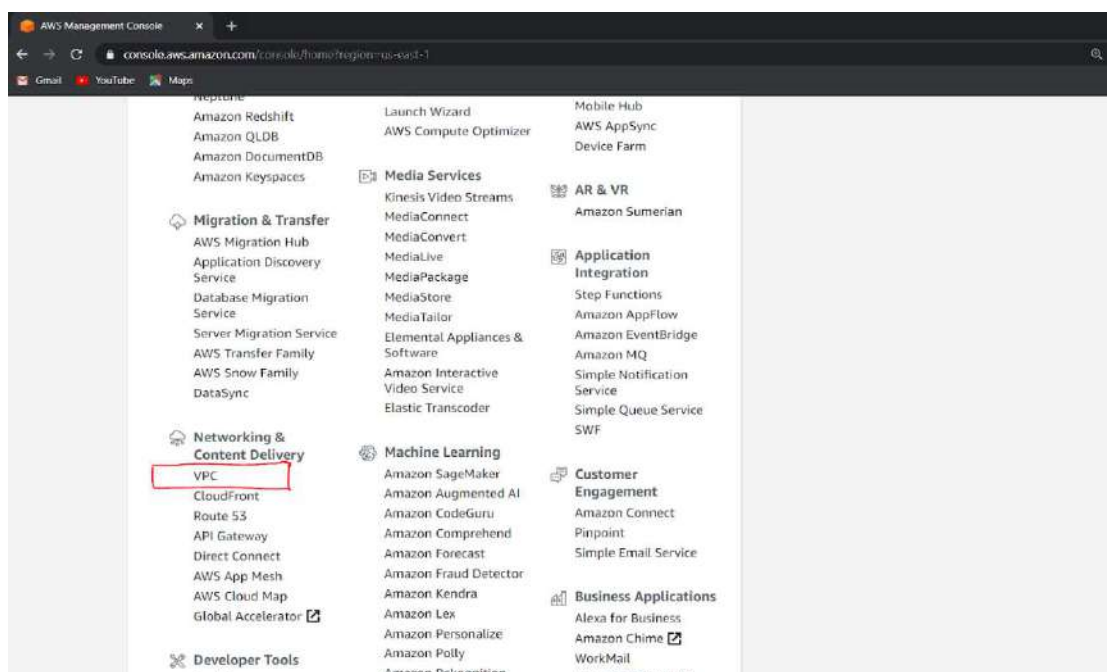 AWS Management Console
console.aws.amazon.com/console/home?region=us-east-1
Gmail YouTube Maps
Neptune
Amazon Redshift
Amazon QLDB
Amazon DocumentDB
Amazon Keyspaces
Migration & Transfer
AWS Migration Hub
Application Discovery
Service
Database Migration
Service
Server Migration Service
AWS Transfer Family
AWS Snow Family
DataSync
Networking &
Content Delivery
VPC
CloudFront
Route 53
API Gateway
Direct Connect
AWS App Mesh
AWS Cloud Map
Global Accelerator
Developer Tools
Launch Wizard
AWS Compute Optimizer
Media Services
Kinesis Video Streams
MediaConnect
MediaConvert
MediaLive
MediaPackage
MediaStore
MediaTailor
Elemental Appliances &
Software
Amazon Interactive
Video Service
Elastic Transcoder
Machine Learning
Amazon SageMaker
Amazon Augmented AI
Amazon CodeGuru
Amazon Comprehend
Amazon Forecast
Amazon Fraud Detector
Amazon Kendra
Amazon Lex
Amazon Personalize
Amazon Polly
Amazon Rekognition
Mobile Hub
AWS AppSync
Device Farm
AR & VR
Amazon Sumerian
Application
Integration
Step Functions
Amazon AppFlow
Amazon EventBridge
Amazon MQ
Simple Notification
Service
Simple Queue Service
SWF
Customer
Engagement
Amazon Connect
Pinpoint
Simple Email Service
Business Applications
Alexa for Business
Amazon Chime
WorkMail